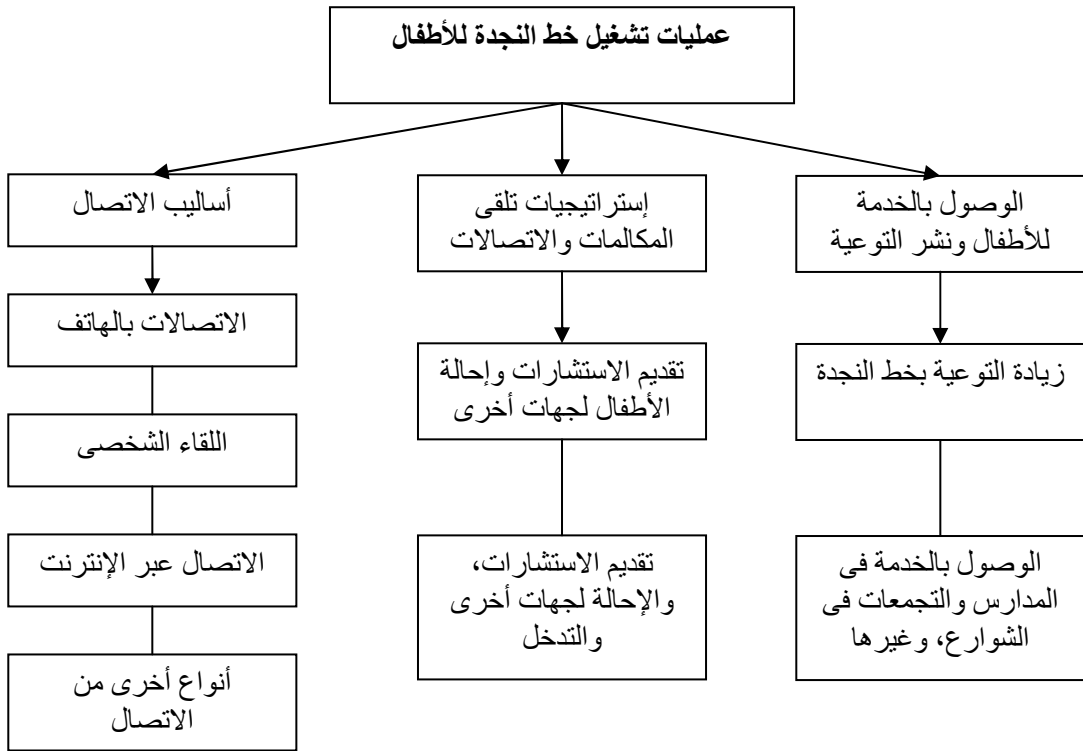 عمليات تشغيل خط النجدة للأطفال
الوصول بالخدمة
للأطفال ونشر التوعية
زيادة التوعية بخط النجدة
الوصول بالخدمة فى
المدارس والتجمعات فى
الشوارع، وغيرها
إستراتيجيات تلقى
المكالمات والاتصالات
تقديم الاستشارات وإحالة
الأطفال لجهات أخرى
تقديم الاستشارات،
والإحالة لجهات أخرى
والتدخل
أساليب الاتصال
الاتصالات بالهاتف
اللقاء الشخصى
الاتصال عبر الإنترنت
أنواع أخرى من
الاتصال